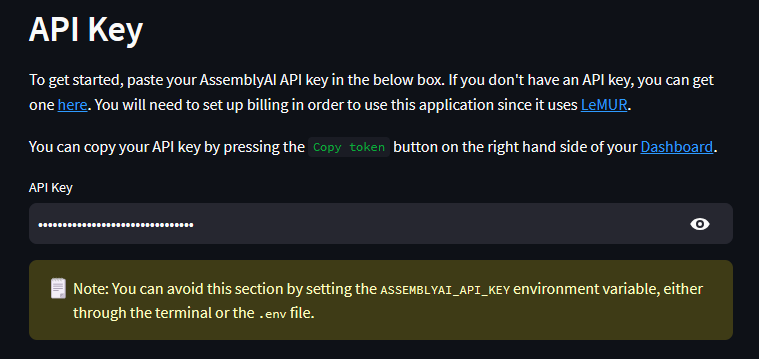 API Key
To get started, paste your AssemblyAI API key in the below box. If you don't have an API key, you can get
one here. You will need to set up billing in order to use this application since it uses LeMUR.
You can copy your API key by pressing the Copy token button on the right hand side of your Dashboard.
API Key
••••••••••••••••••••••••••••••••
Note: You can avoid this section by setting the ASSEMBLYAI_API_KEY environment variable, either
through the terminal or the .env file.